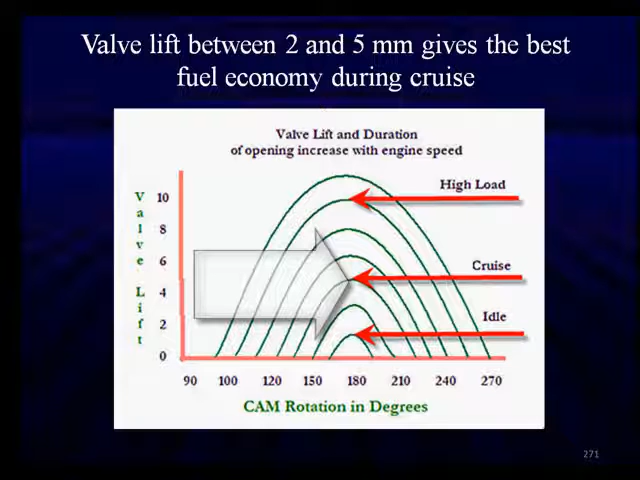 Valve lift between 2 and 5 mm gives the best
fuel economy during cruise
Valve Lift and Duration
of opening increase with engine speed
High Load
Cruise
Idle
Valve Lift
10
8
6
4
2
0
90 100 120 150 180 210 240 270
CAM Rotation in Degrees
271